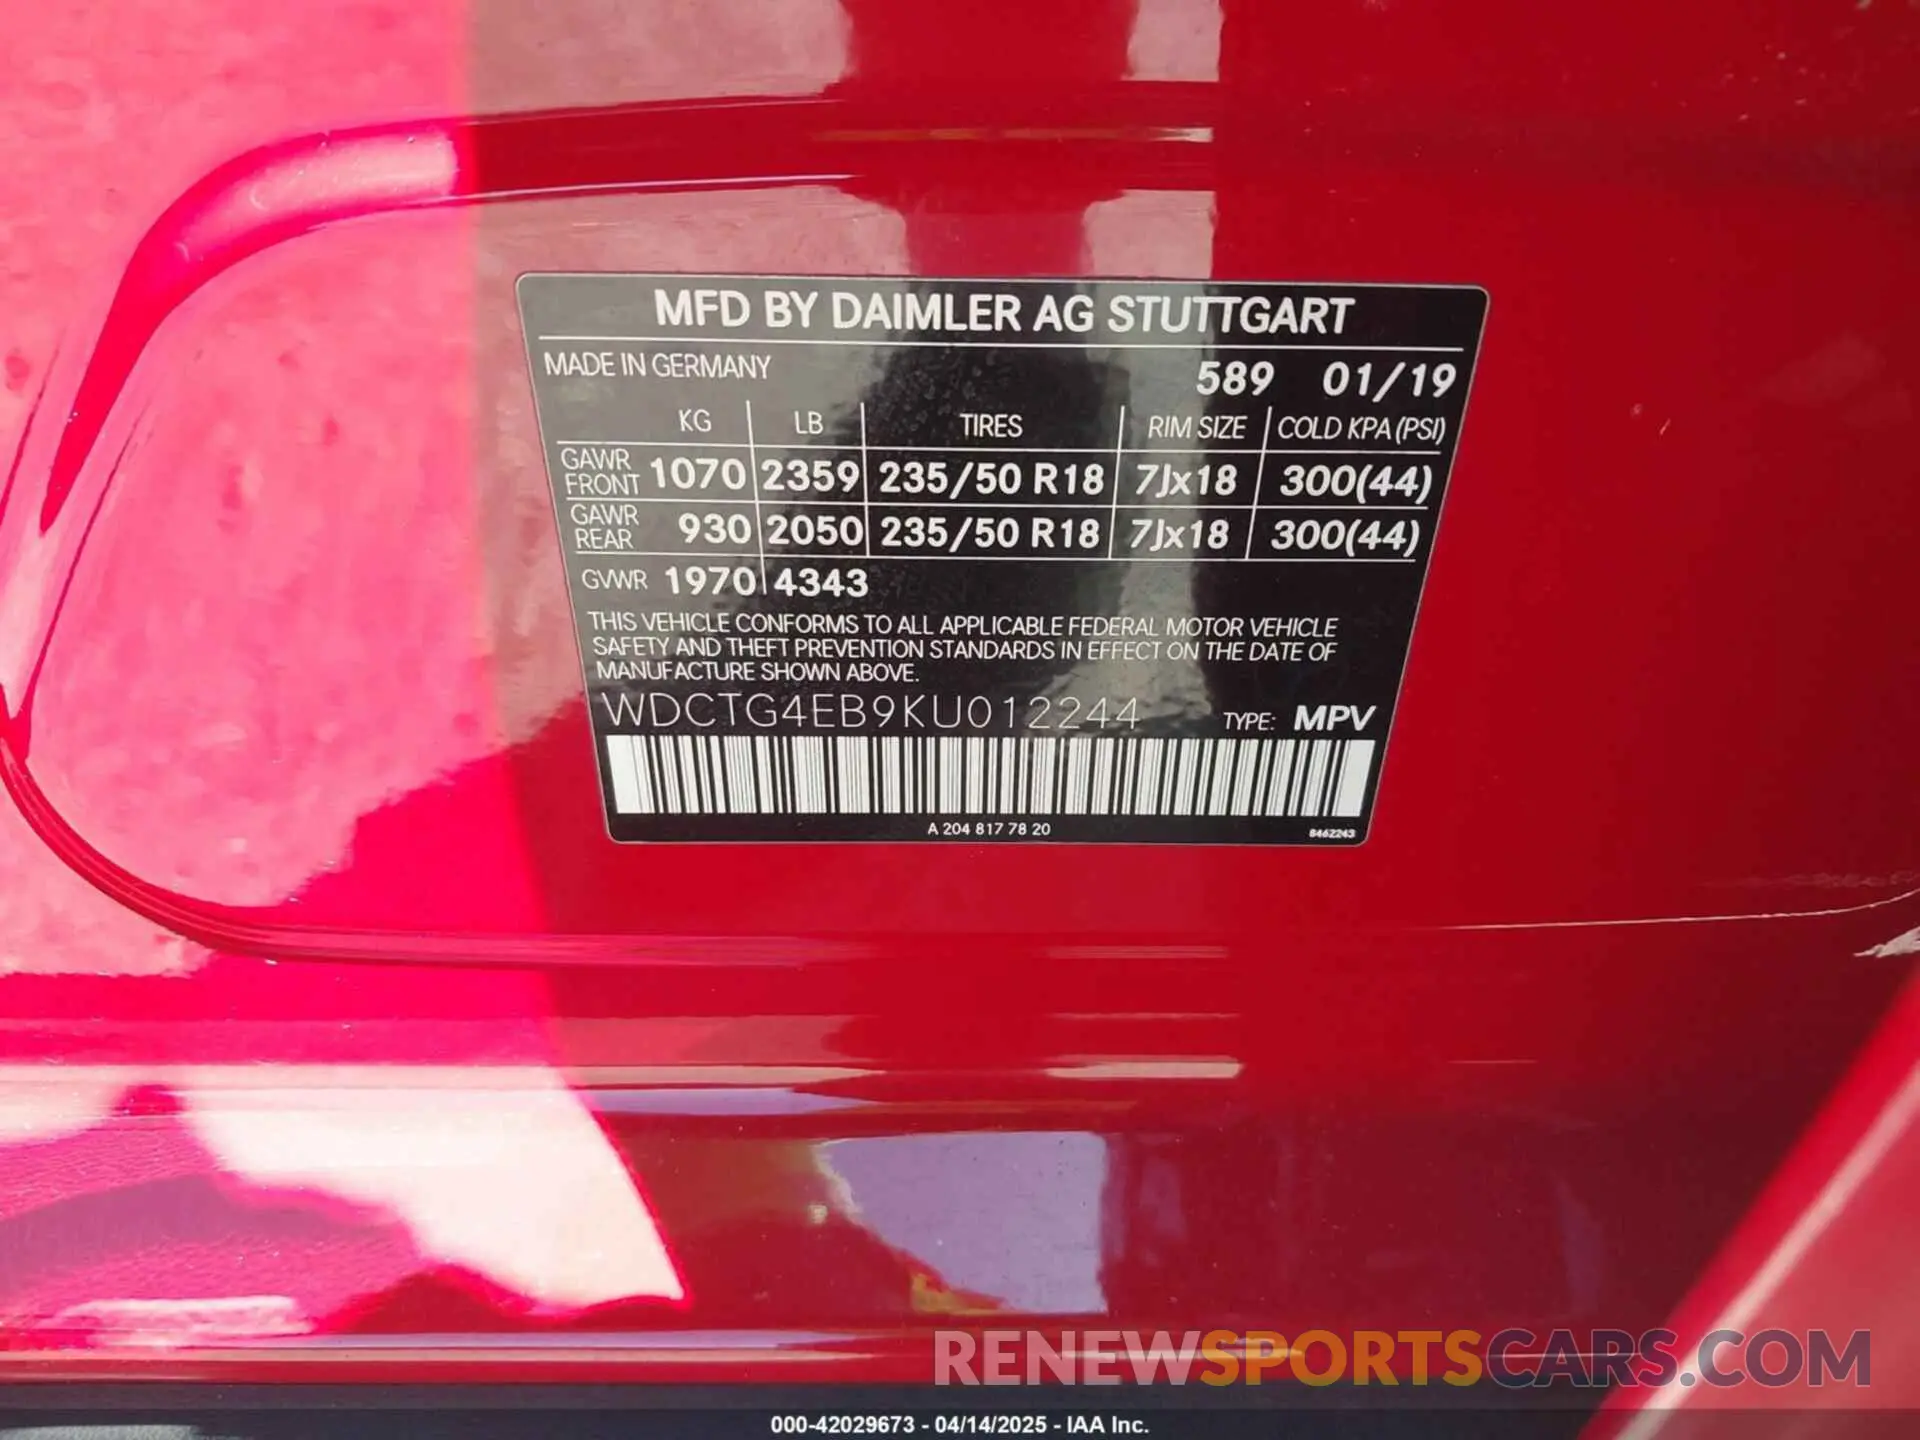 MFD BY DAIMLER AG STUTTGART
MADE IN GERMANY 589 01/19
KG LB TIRES RIM SIZE COLD KPA (PSI)
GAWR FRONT 1070 2359 235/50 R18 7Jx18 300(44)
GAWR REAR 930 2050 235/50 R18 7Jx18 300(44)
GVWR 1970 4343
THIS VEHICLE CONFORMS TO ALL APPLICABLE FEDERAL MOTOR VEHICLE
SAFETY AND THEFT PREVENTION STANDARDS IN EFFECT ON THE DATE OF
MANUFACTURE SHOWN ABOVE.
WDCTG4EB9KU012244 TYPE: MPV
A 204 817 78 20 8462243
RENEWSPORTSCARS.COM
000-42029673 - 04/14/2025 - IAA Inc.